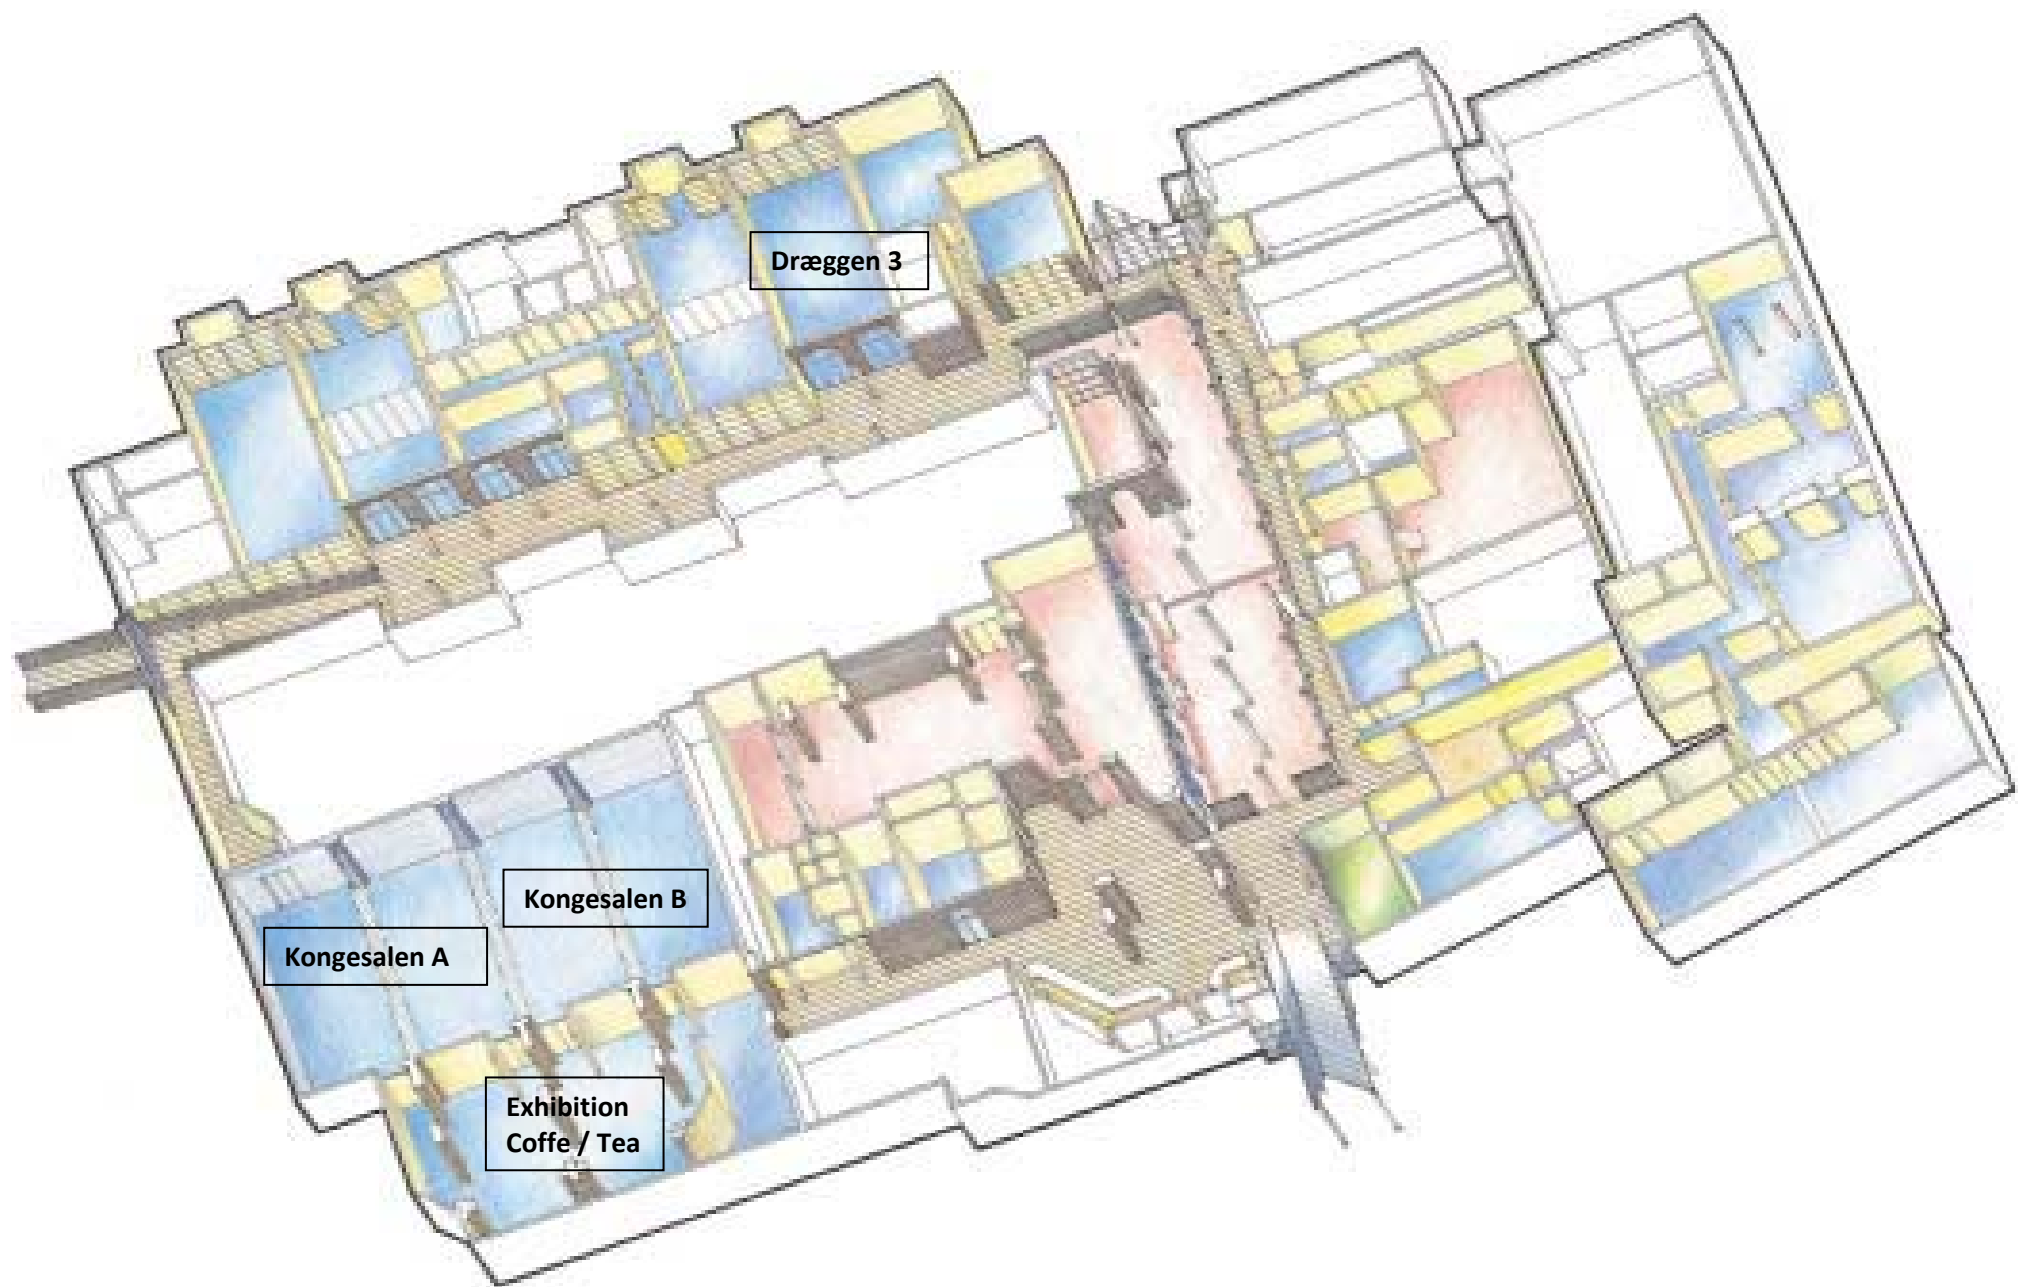 Dræggen 3
Kongesalen B
Kongesalen A
Exhibition
Coffe / Tea